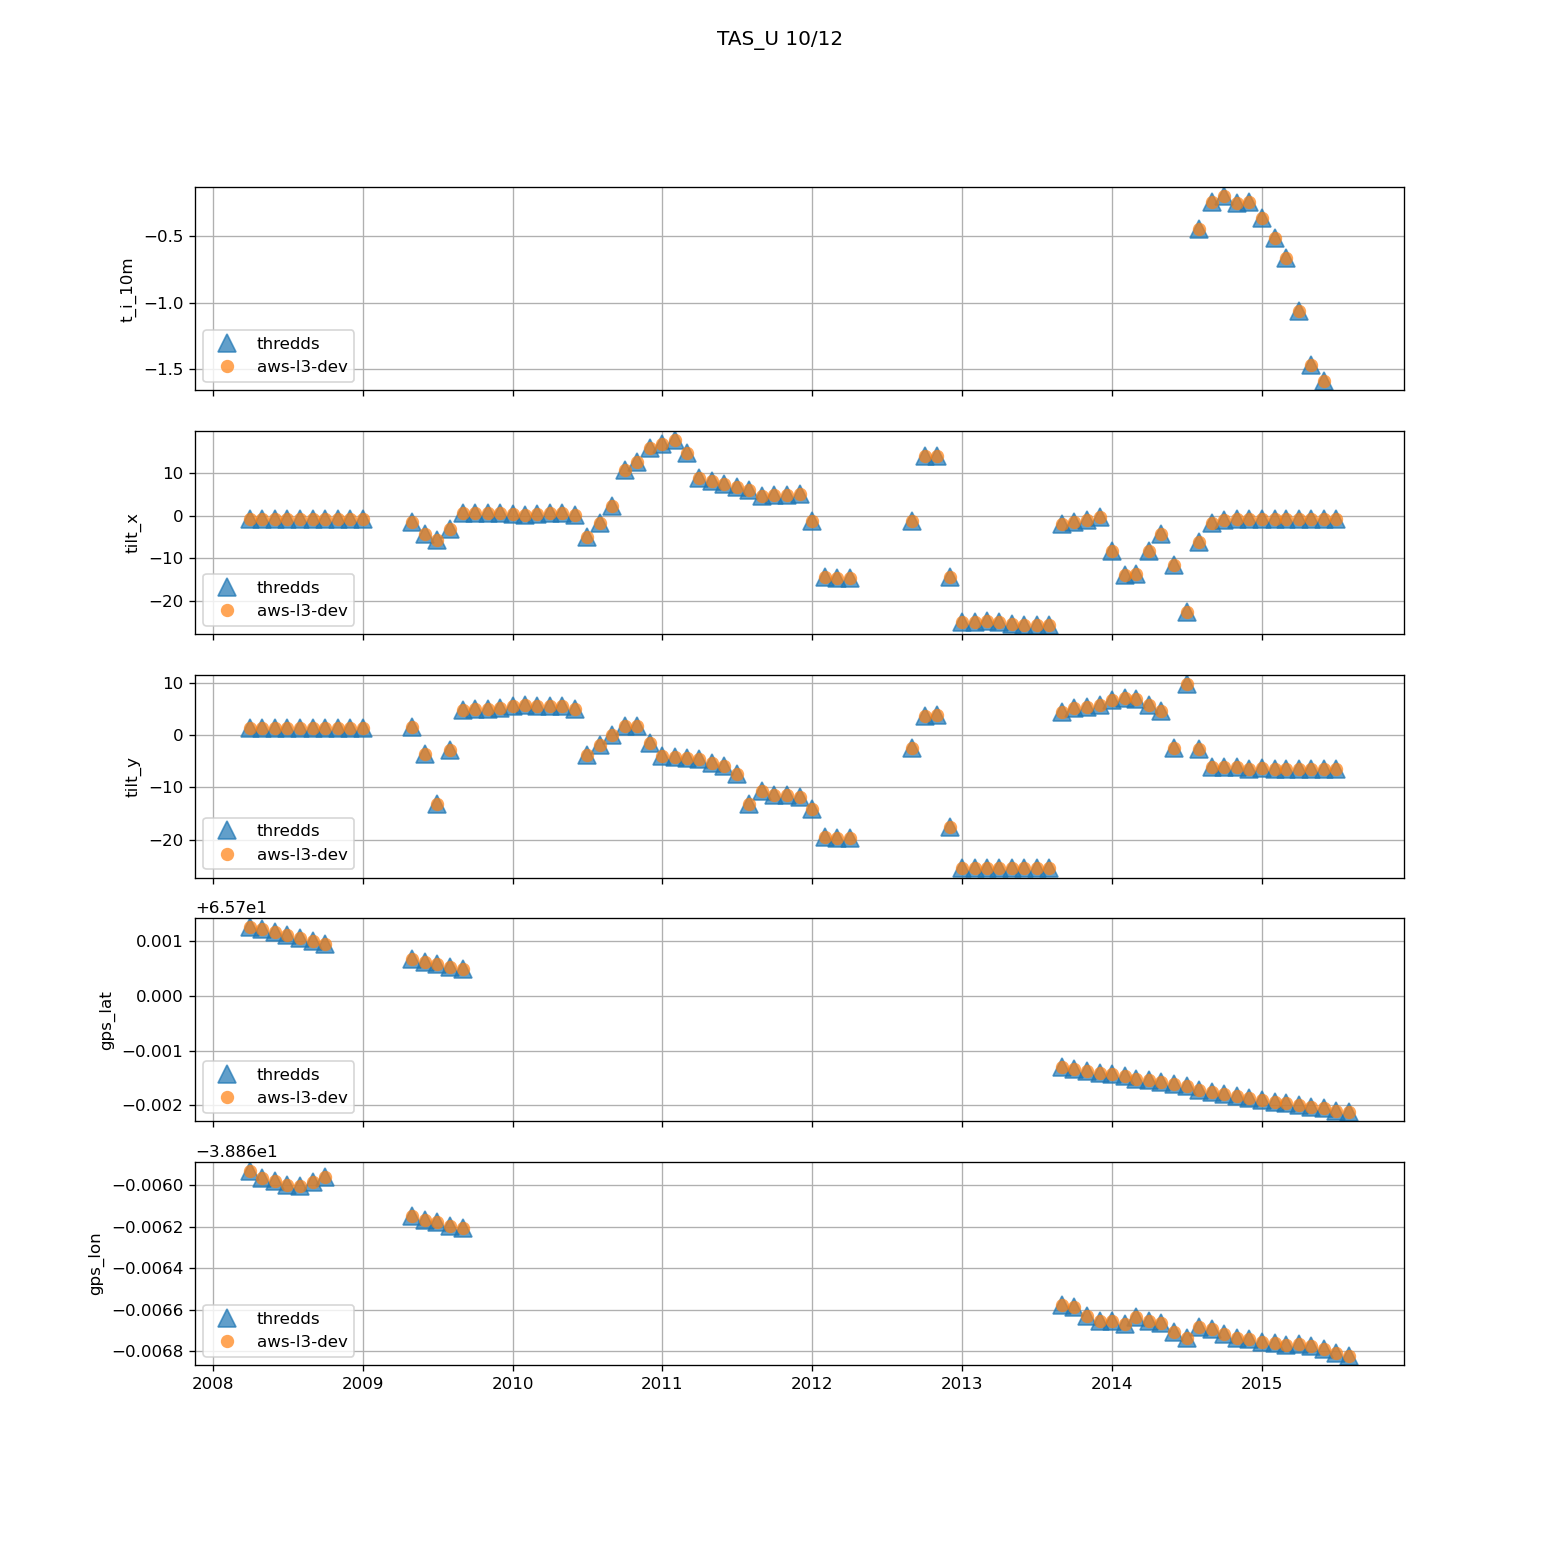 TAS_U 10/12
t_i_10m
−0.5
−1.0
−1.5
thredds
aws-l3-dev
tilt_x
10
0
−10
−20
thredds
aws-l3-dev
tilt_y
10
0
−10
−20
thredds
aws-l3-dev
+6.57e1
gps_lat
0.001
0.000
−0.001
−0.002
thredds
aws-l3-dev
−3.886e1
gps_lon
−0.0060
−0.0062
−0.0064
−0.0066
−0.0068
thredds
aws-l3-dev
2008 2009 2010 2011 2012 2013 2014 2015